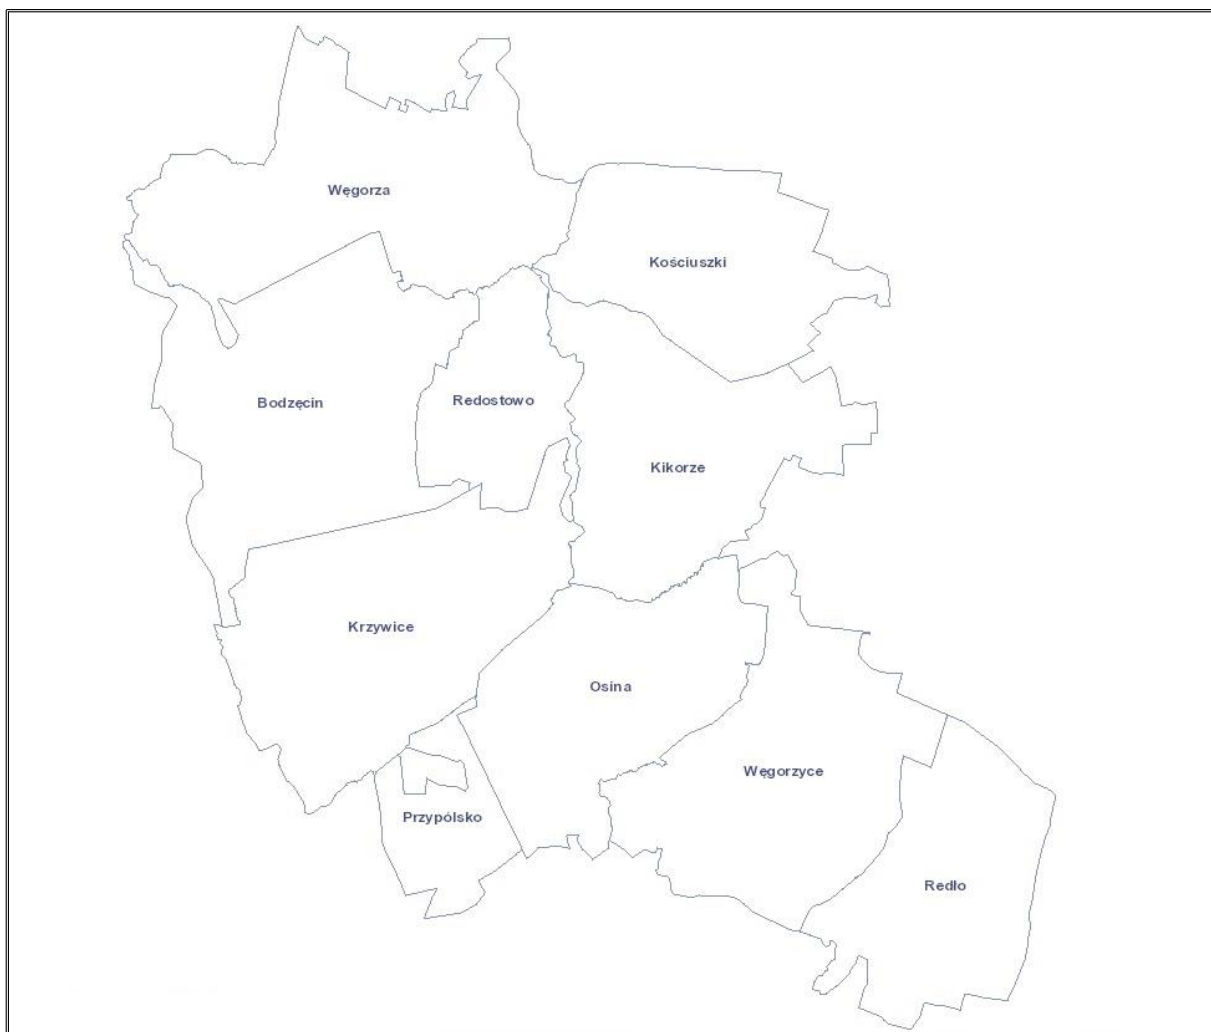 Węgorza
Kościuszki
Bodzęcin
Redostowo
Kikorze
Krzywice
Osina
Węgorzyce
Przypólsko
Redło